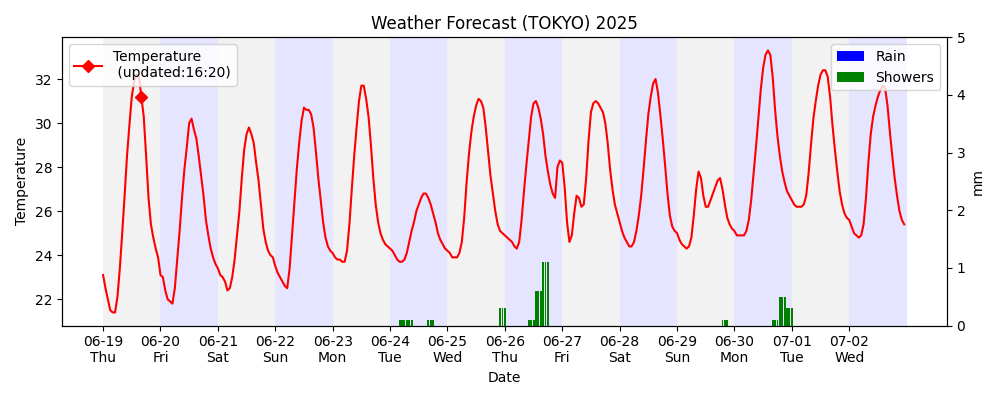 Weather Forecast (TOKYO) 2025
Temperature
(updated:16:20)
Rain
Showers
Temperature
32
30
28
26
24
22
5
4
3
2
1
0
mm
06-19 06-20 06-21 06-22 06-23 06-24 06-25 06-26 06-27 06-28 06-29 06-30 07-01 07-02
Thu Fri Sat Sun Mon Tue Wed Thu Fri Sat Sun Mon Tue Wed
Date